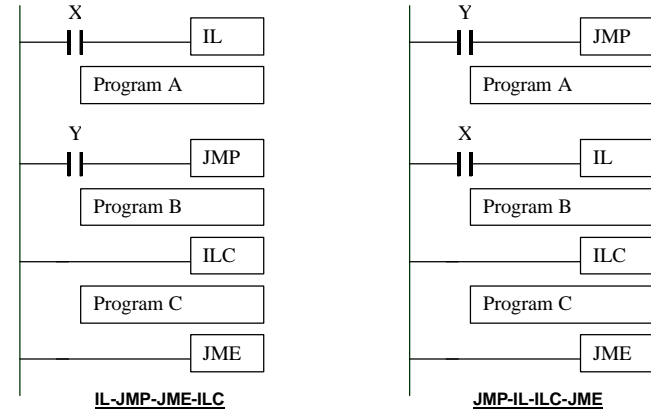 X
IL
Program A
Y
JMP
Program B
ILC
Program C
JME
IL-JMP-JME-ILC
Y
JMP
Program A
X
IL
Program B
ILC
Program C
JME
JMP-IL-ILC-JME